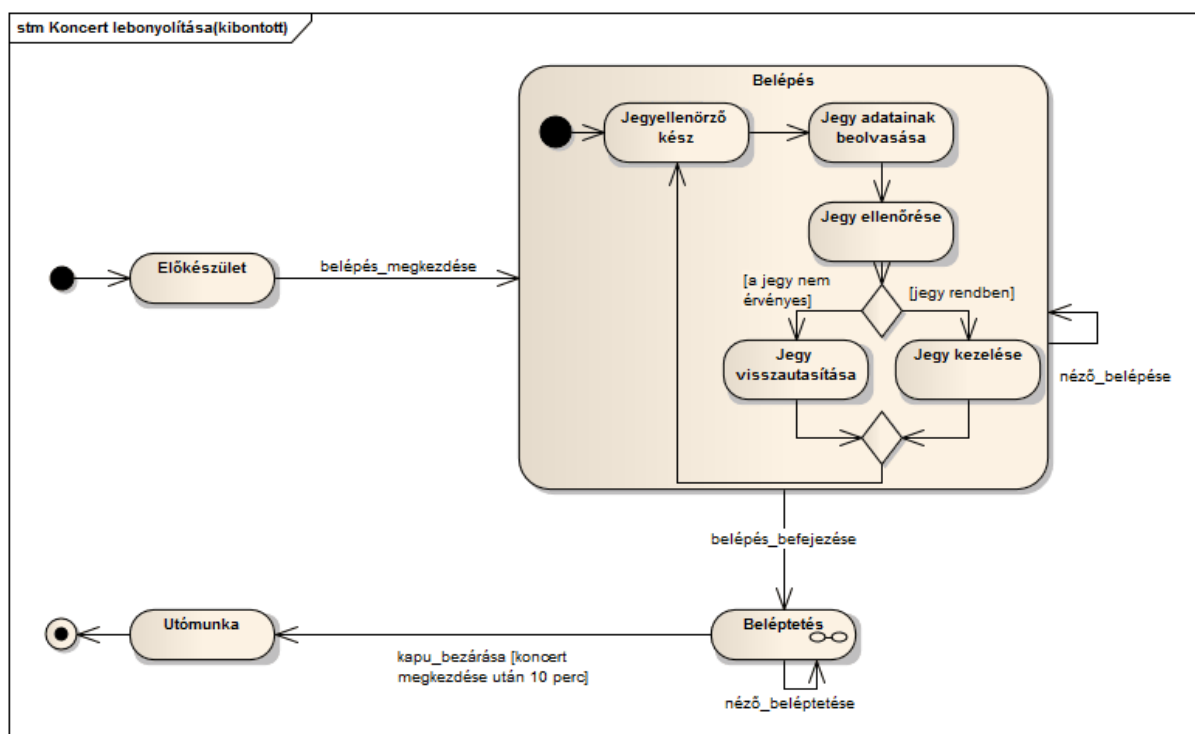 stm Koncert lebonyolítása(kibontott)
Belépés
Jegyellenörző
kész
Jegy adatainak
beolvasása
Jegy ellenőrése
Előkészület
belépés_megkezdése
[a jegy nem
érvényes]
[jegy rendben]
Jegy
visszautasítása
Jegy kezelése
néző_belépése
belépés_befejezése
Utómunka
Beléptetés
kapu_bezárása [koncert
megkezdése után 10 perc]
néző_beléptetése